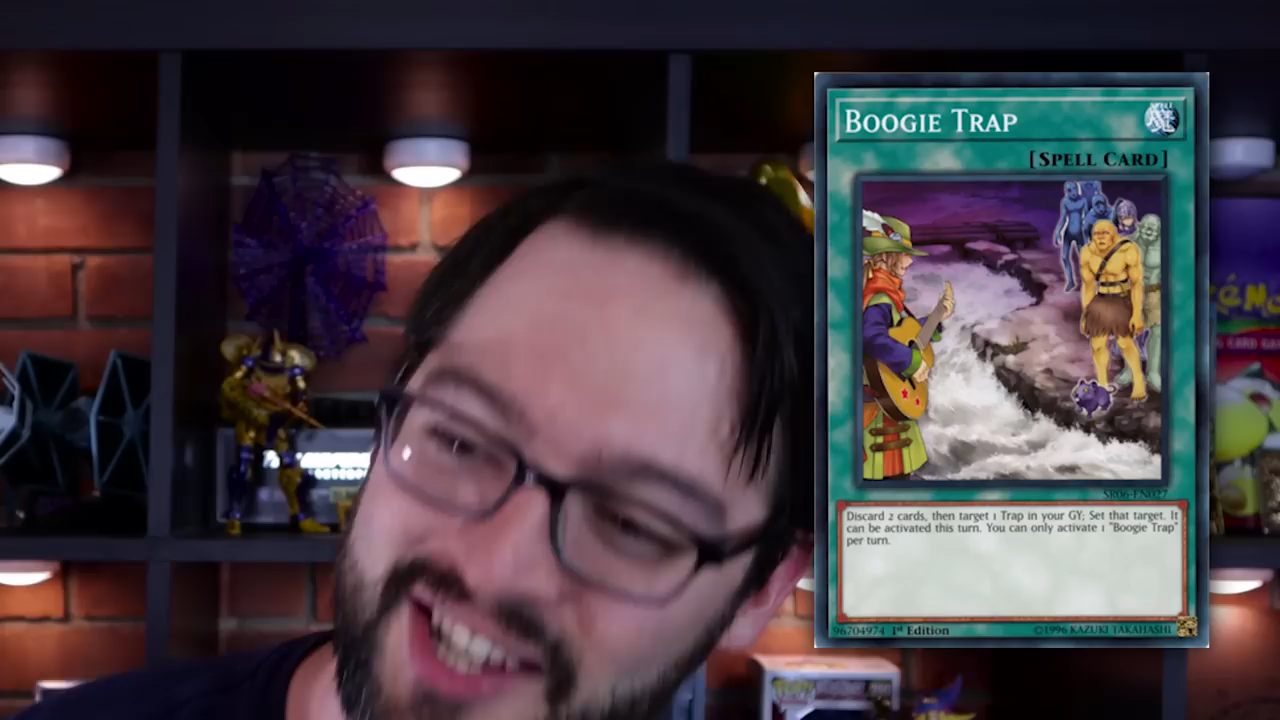 BOOGIE TRAP
[SPELL CARD]
SR06-EN027
Discard 2 cards, then target 1 Trap in your GY; Set that target. It
can be activated this turn. You can only activate 1 "Boogie Trap"
per turn.
96704974 1st Edition
©1996 KAZUKI TAKAHASHI